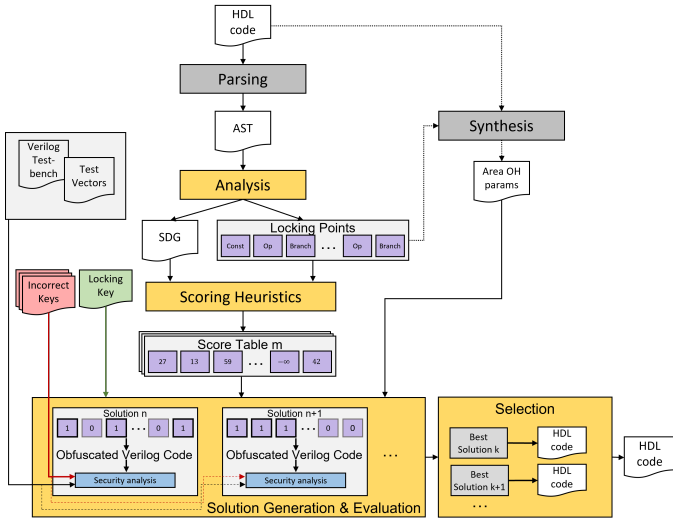 HDL
code
Parsing
AST
Synthesis
Verilog
Test-
bench
Test
Vectors
Area OH
params
Analysis
SDG
Locking Points
Const Op Branch ... Op Branch
Incorrect
Keys
Locking
Key
Scoring Heuristics
Score Table m
27 13 59 ... −∞ 42
Solution n
1 0 1 ... 0 1
Obfuscated Verilog Code
Security analysis
Solution n+1
1 1 1 ... 0 0
Obfuscated Verilog Code
Security analysis
...
Solution Generation & Evaluation
Selection
Best
Solution k
HDL
code
Best
Solution k+1
HDL
code
...
HDL
code